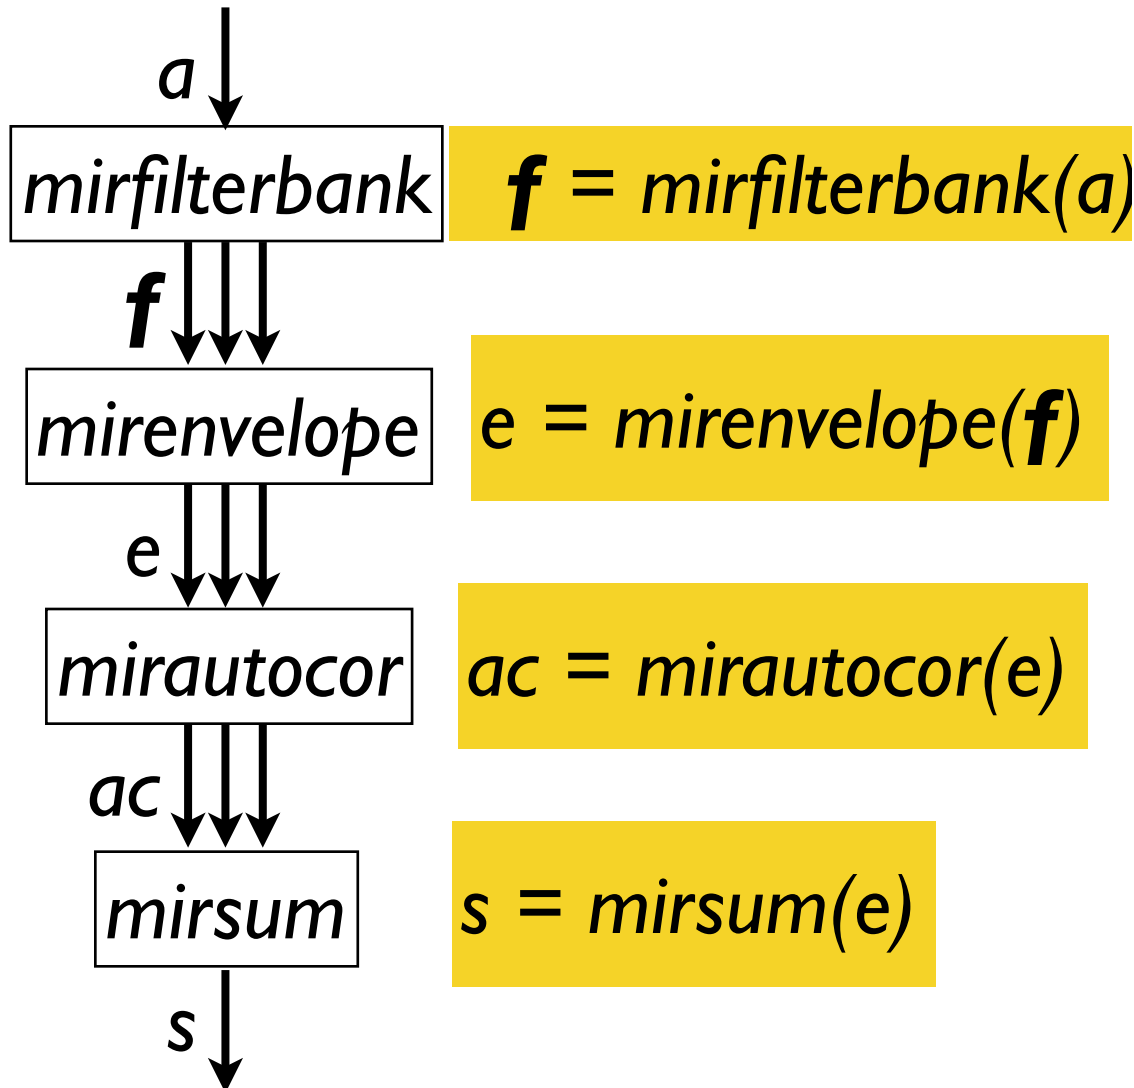 a
mirfilterbank
f = mirfilterbank(a)
f
mirenvelope
e = mirenvelope(f)
e
mirautocor
ac = mirautocor(e)
ac
mirsum
s = mirsum(e)
s